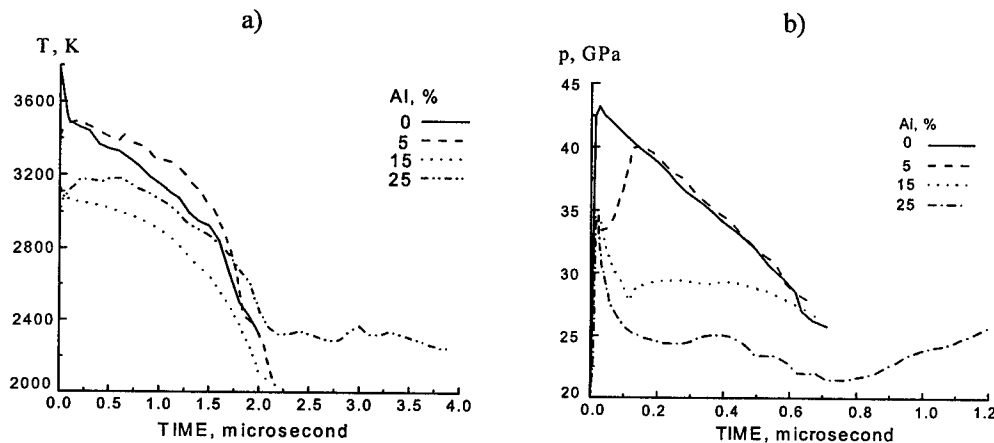 a)
T, K
3600
3200
2800
2400
2000
0.0 0.5 1.0 1.5 2.0 2.5 3.0 3.5 4.0
TIME, microsecond
Al, %
0
5
15
25
b)
p, GPa
45
40
35
30
25
20
0.0 0.2 0.4 0.6 0.8 1.0 1.2
TIME, microsecond
Al, %
0
5
15
25